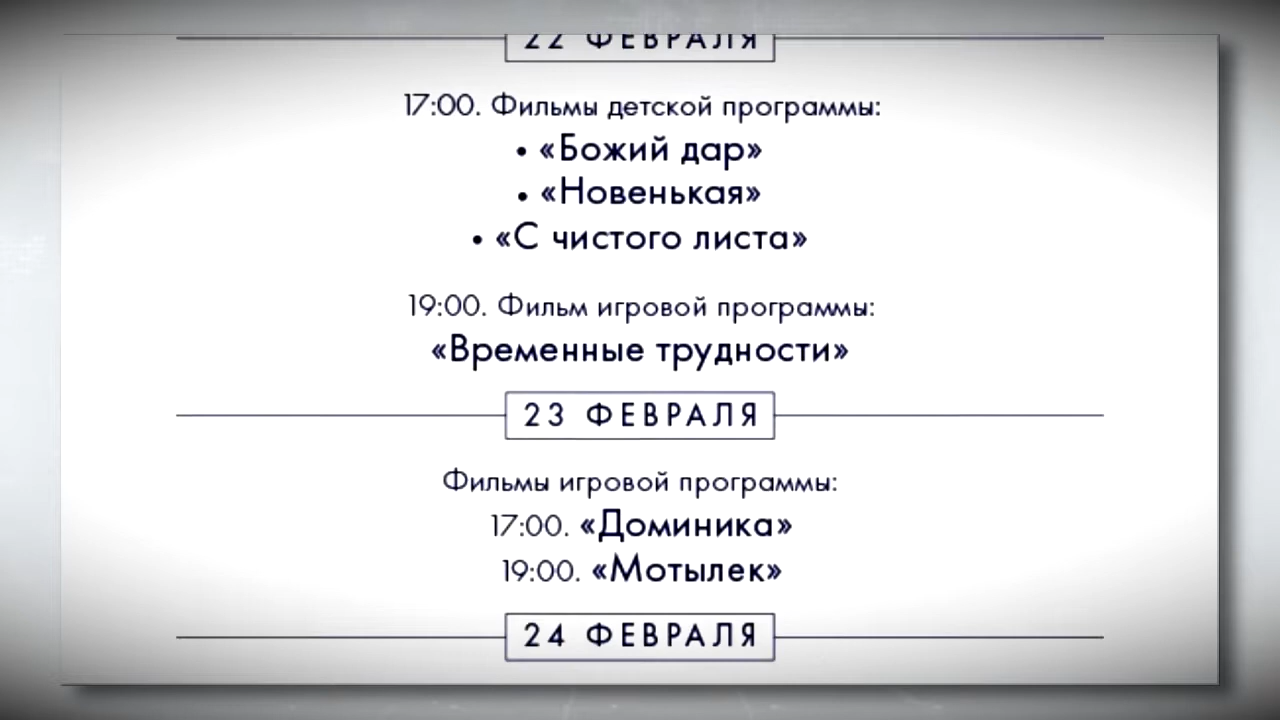 22 ФЕВРАЛЯ
17:00. Фильмы детской программы:
• «Божий дар»
• «Новенькая»
• «С чистого листа»
19:00. Фильм игровой программы:
«Временные трудности»
23 ФЕВРАЛЯ
Фильмы игровой программы:
17:00. «Доминика»
19:00. «Мотылек»
24 ФЕВРАЛЯ